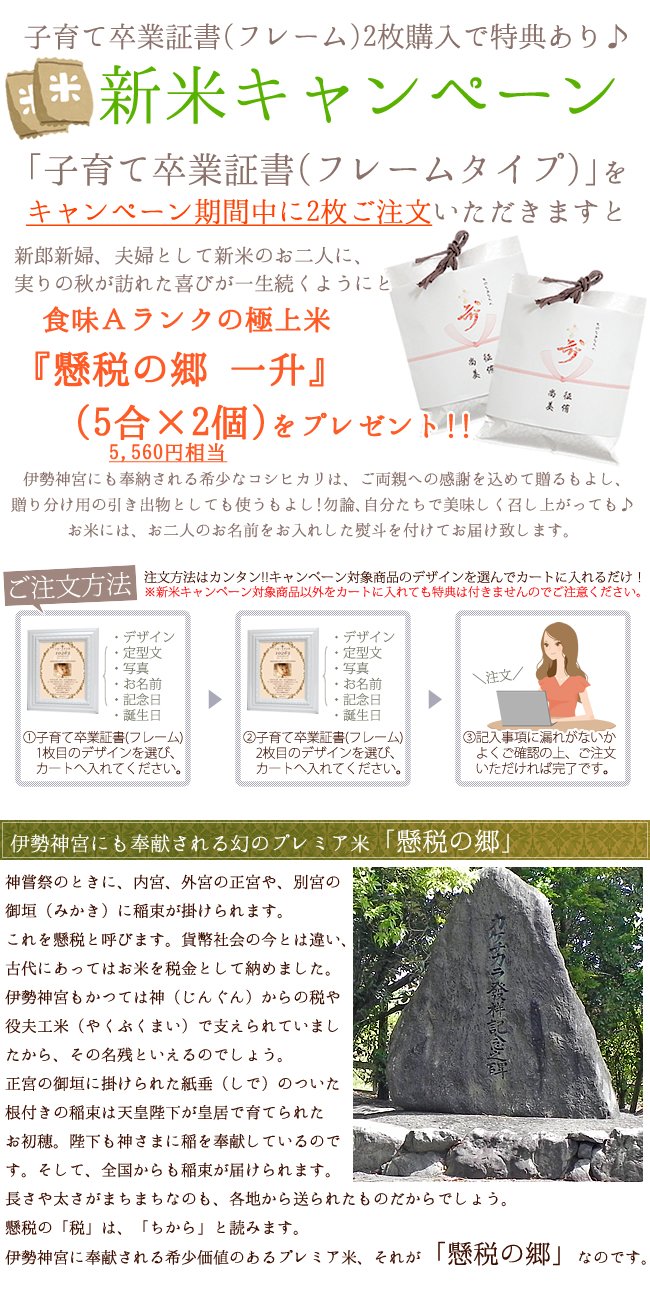 子育て卒業証書(フレーム)2枚購入で特典あり♪
米
新米キャンペーン
「子育て卒業証書(フレームタイプ)」を
キャンペーン期間中に2枚ご注文いただきますと
新郎新婦、夫婦として新米のお二人に、
実りの秋が訪れた喜びが一生続くようにと
食味Aランクの極上米
『懸税の郷 一升』
(5合×2個)をプレゼント!!
5,560円相当
伊勢神宮にも奉納される希少なコシヒカリは、ご両親への感謝を込めて贈るもよし、
贈り分け用の引き出物としても使うもよし!勿論、自分たちで美味しく召し上がっても♪
お米には、お二人のお名前をお入れした熨斗を付けてお届け致します。
ご注文方法
注文方法はカンタン!!キャンペーン対象商品のデザインを選んでカートに入れるだけ!
※新米キャンペーン対象商品以外をカートに入れても特典は付きませんのでご注意ください。
・デザイン
・定型文
・写真
・お名前
・記念日
・誕生日
①子育て卒業証書(フレーム)
1枚目のデザインを選び、
カートへ入れてください。
・デザイン
・定型文
・写真
・お名前
・記念日
・誕生日
②子育て卒業証書(フレーム)
2枚目のデザインを選び、
カートへ入れてください。
注文
③記入事項に漏れがないか
よくご確認の上、ご注文
いただければ完了です。
伊勢神宮にも奉献される幻のプレミア米「懸税の郷」
神嘗祭のときに、内宮、外宮の正宮や、別宮の
御垣（みかき）に稲束が掛けられます。
これを懸税と呼びます。貨幣社会の今とは違い、
古代にあってはお米を税金として納めました。
伊勢神宮もかつては神（じんぐん）からの税や
役夫工米（やくぶくまい）で支えられていまし
たから、その名残といえるのでしょう。
正宮の御垣に掛けられた紙垂（しで）のついた
根付きの稲束は天皇陛下が皇居で育てられた
お初穂。陛下も神さまに稲を奉献しているので
す。そして、全国からも稲束が届けられます。
長さや太さがまちまちなのも、各地から送られたものだからでしょう。
懸税の「税」は、「ちから」と読みます。
伊勢神宮に奉献される希少価値のあるプレミア米、それが「懸税の郷」なのです。